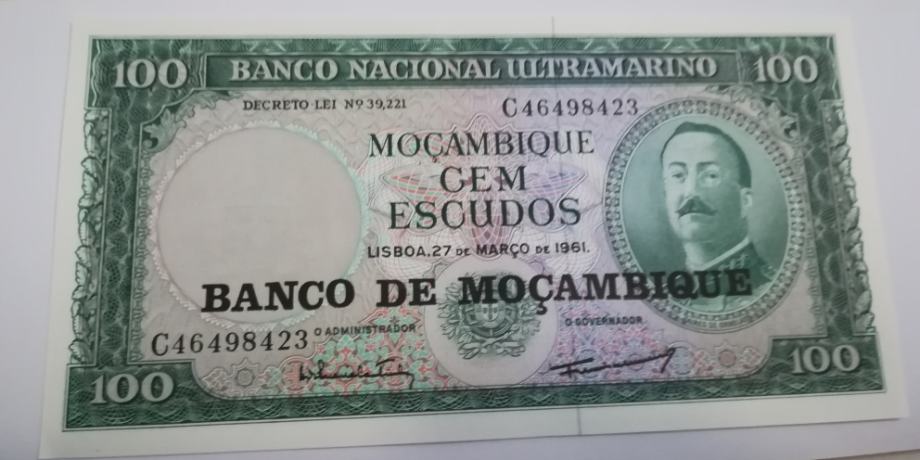 100 BANCO NACIONAL ULTRAMARINO 100
DECRETO-LEI Nº 39,221 C46498423
MOÇAMBIQUE
CEM
ESCUDOS
LISBOA, 27 DE MARÇO DE 1961.
BANCO DE MOÇAMBIQUE
C46498423 O ADMINISTRADOR O GOVERNADOR
100 100